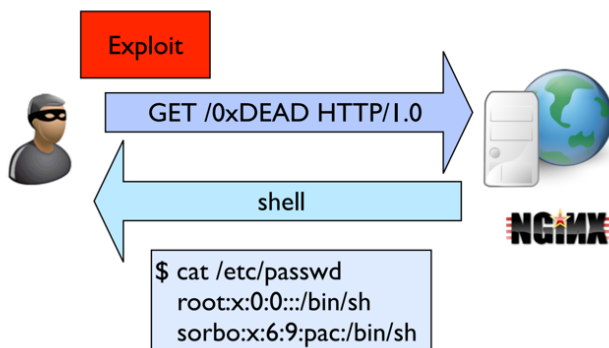 Exploit
GET /0xDEAD HTTP/1.0
shell
NGiNX
$ cat /etc/passwd
root:x:0:0:::/bin/sh
sorbo:x:6:9:pac:/bin/sh